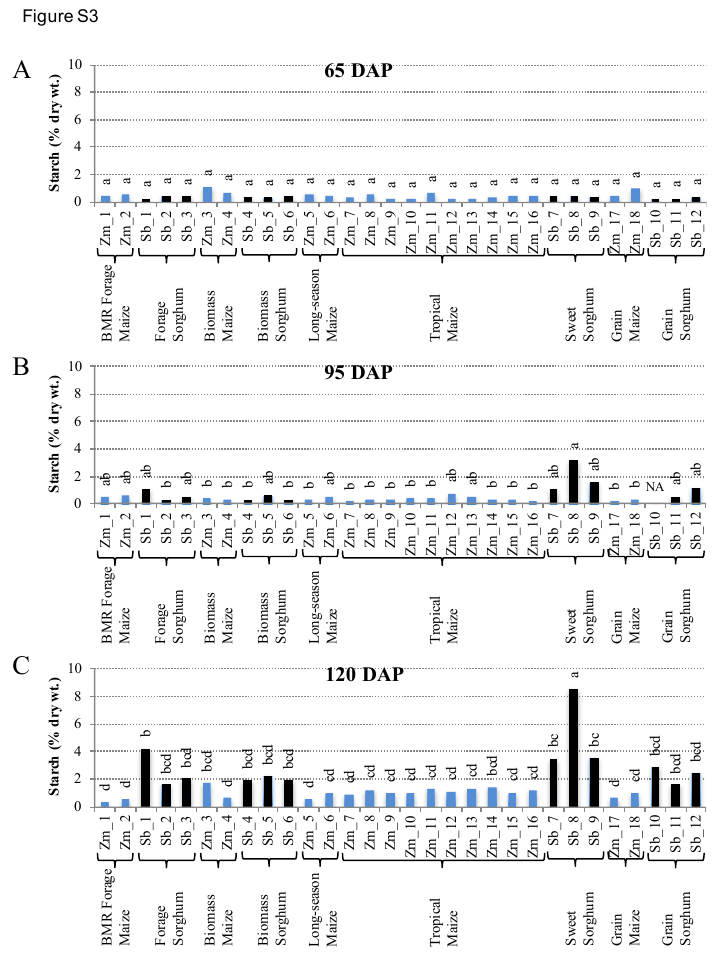 Figure S3
A
65 DAP
Starch (% dry wt.)
10
8
6
4
2
0
a a a a a a a a a a a a a a a a a a a a a a a a a a a a a a
Zm_1 Zm_2 Sb_1 Sb_2 Sb_3 Zm_3 Zm_4 Sb_4 Sb_5 Sb_6 Zm_5 Zm_6 Zm_7 Zm_8 Zm_9 Zm_10 Zm_11 Zm_12 Zm_13 Zm_14 Zm_15 Zm_16 Sb_7 Sb_8 Sb_9 Zm_17 Zm_18 Sb_10 Sb_11 Sb_12
BMR Forage
Maize
Forage
Sorghum
Biomass
Maize
Biomass
Sorghum
Long-season
Maize
Tropical
Maize
Sweet
Sorghum
Grain
Maize
Grain
Sorghum
B
95 DAP
Starch (% dry wt.)
10
8
6
4
2
0
ab ab ab b ab b b b ab b b ab b b b b b ab ab b b b ab a ab b b NA ab ab
Zm_1 Zm_2 Sb_1 Sb_2 Sb_3 Zm_3 Zm_4 Sb_4 Sb_5 Sb_6 Zm_5 Zm_6 Zm_7 Zm_8 Zm_9 Zm_10 Zm_11 Zm_12 Zm_13 Zm_14 Zm_15 Zm_16 Sb_7 Sb_8 Sb_9 Zm_17 Zm_18 Sb_10 Sb_11 Sb_12
BMR Forage
Maize
Forage
Sorghum
Biomass
Maize
Biomass
Sorghum
Long-season
Maize
Tropical
Maize
Sweet
Sorghum
Grain
Maize
Grain
Sorghum
C
120 DAP
Starch (% dry wt.)
10
8
6
4
2
0
d d b bcd bcd bcd d bcd bcd bcd d cd cd cd cd cd cd cd cd bcd cd cd bc a bc d cd bcd bcd bcd
Zm_1 Zm_2 Sb_1 Sb_2 Sb_3 Zm_3 Zm_4 Sb_4 Sb_5 Sb_6 Zm_5 Zm_6 Zm_7 Zm_8 Zm_9 Zm_10 Zm_11 Zm_12 Zm_13 Zm_14 Zm_15 Zm_16 Sb_7 Sb_8 Sb_9 Zm_17 Zm_18 Sb_10 Sb_11 Sb_12
BMR Forage
Maize
Forage
Sorghum
Biomass
Maize
Biomass
Sorghum
Long-season
Maize
Tropical
Maize
Sweet
Sorghum
Grain
Maize
Grain
Sorghum